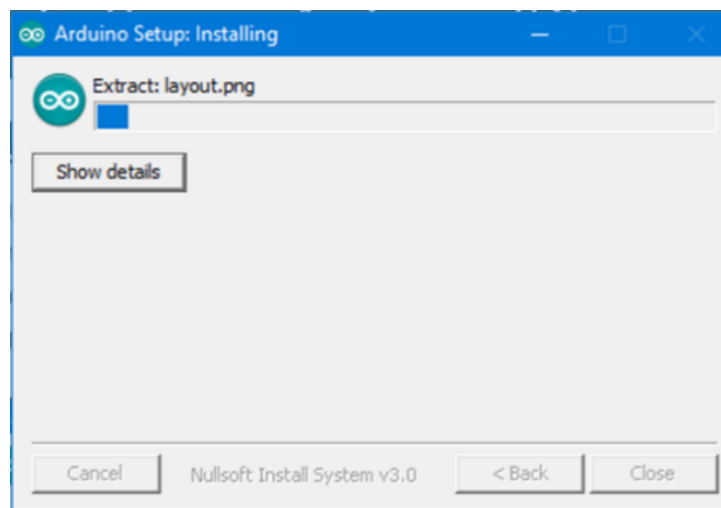 Arduino Setup: Installing
Extract: layout.png
Show details
Cancel
Nullsoft Install System v3.0
< Back
Close